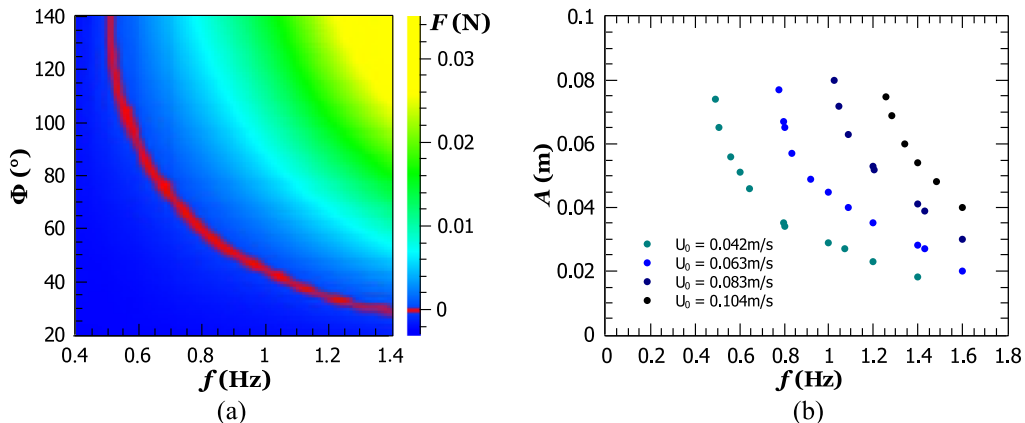 140
120
100
80
60
40
20
Φ (°)
0.4 0.6 0.8 1 1.2 1.4
f (Hz)
F (N)
0.03
0.02
0.01
0
(a)
0.1
0.08
0.06
0.04
0.02
0
A (m)
U₀ = 0.042m/s
U₀ = 0.063m/s
U₀ = 0.083m/s
U₀ = 0.104m/s
0 0.2 0.4 0.6 0.8 1 1.2 1.4 1.6 1.8
f (Hz)
(b)